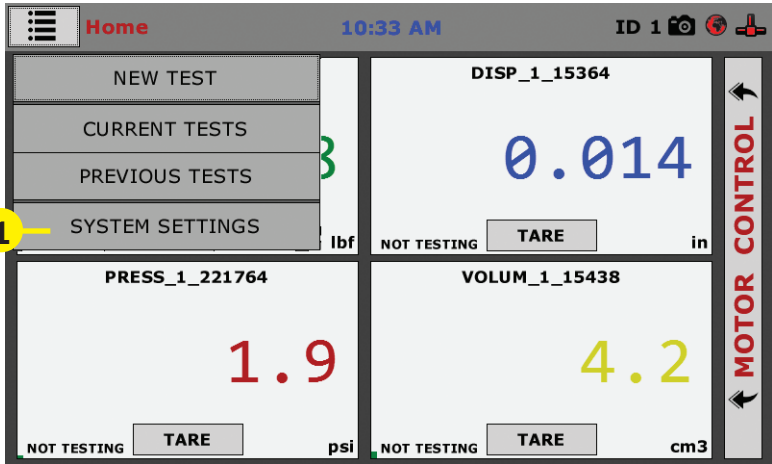 Home
10:33 AM
ID 1
NEW TEST
CURRENT TESTS
PREVIOUS TESTS
SYSTEM SETTINGS
1
lbf
DISP_1_15364
0.014
NOT TESTING
TARE
in
PRESS_1_221764
1.9
NOT TESTING
TARE
psi
VOLUM_1_15438
4.2
NOT TESTING
TARE
cm3
MOTOR CONTROL